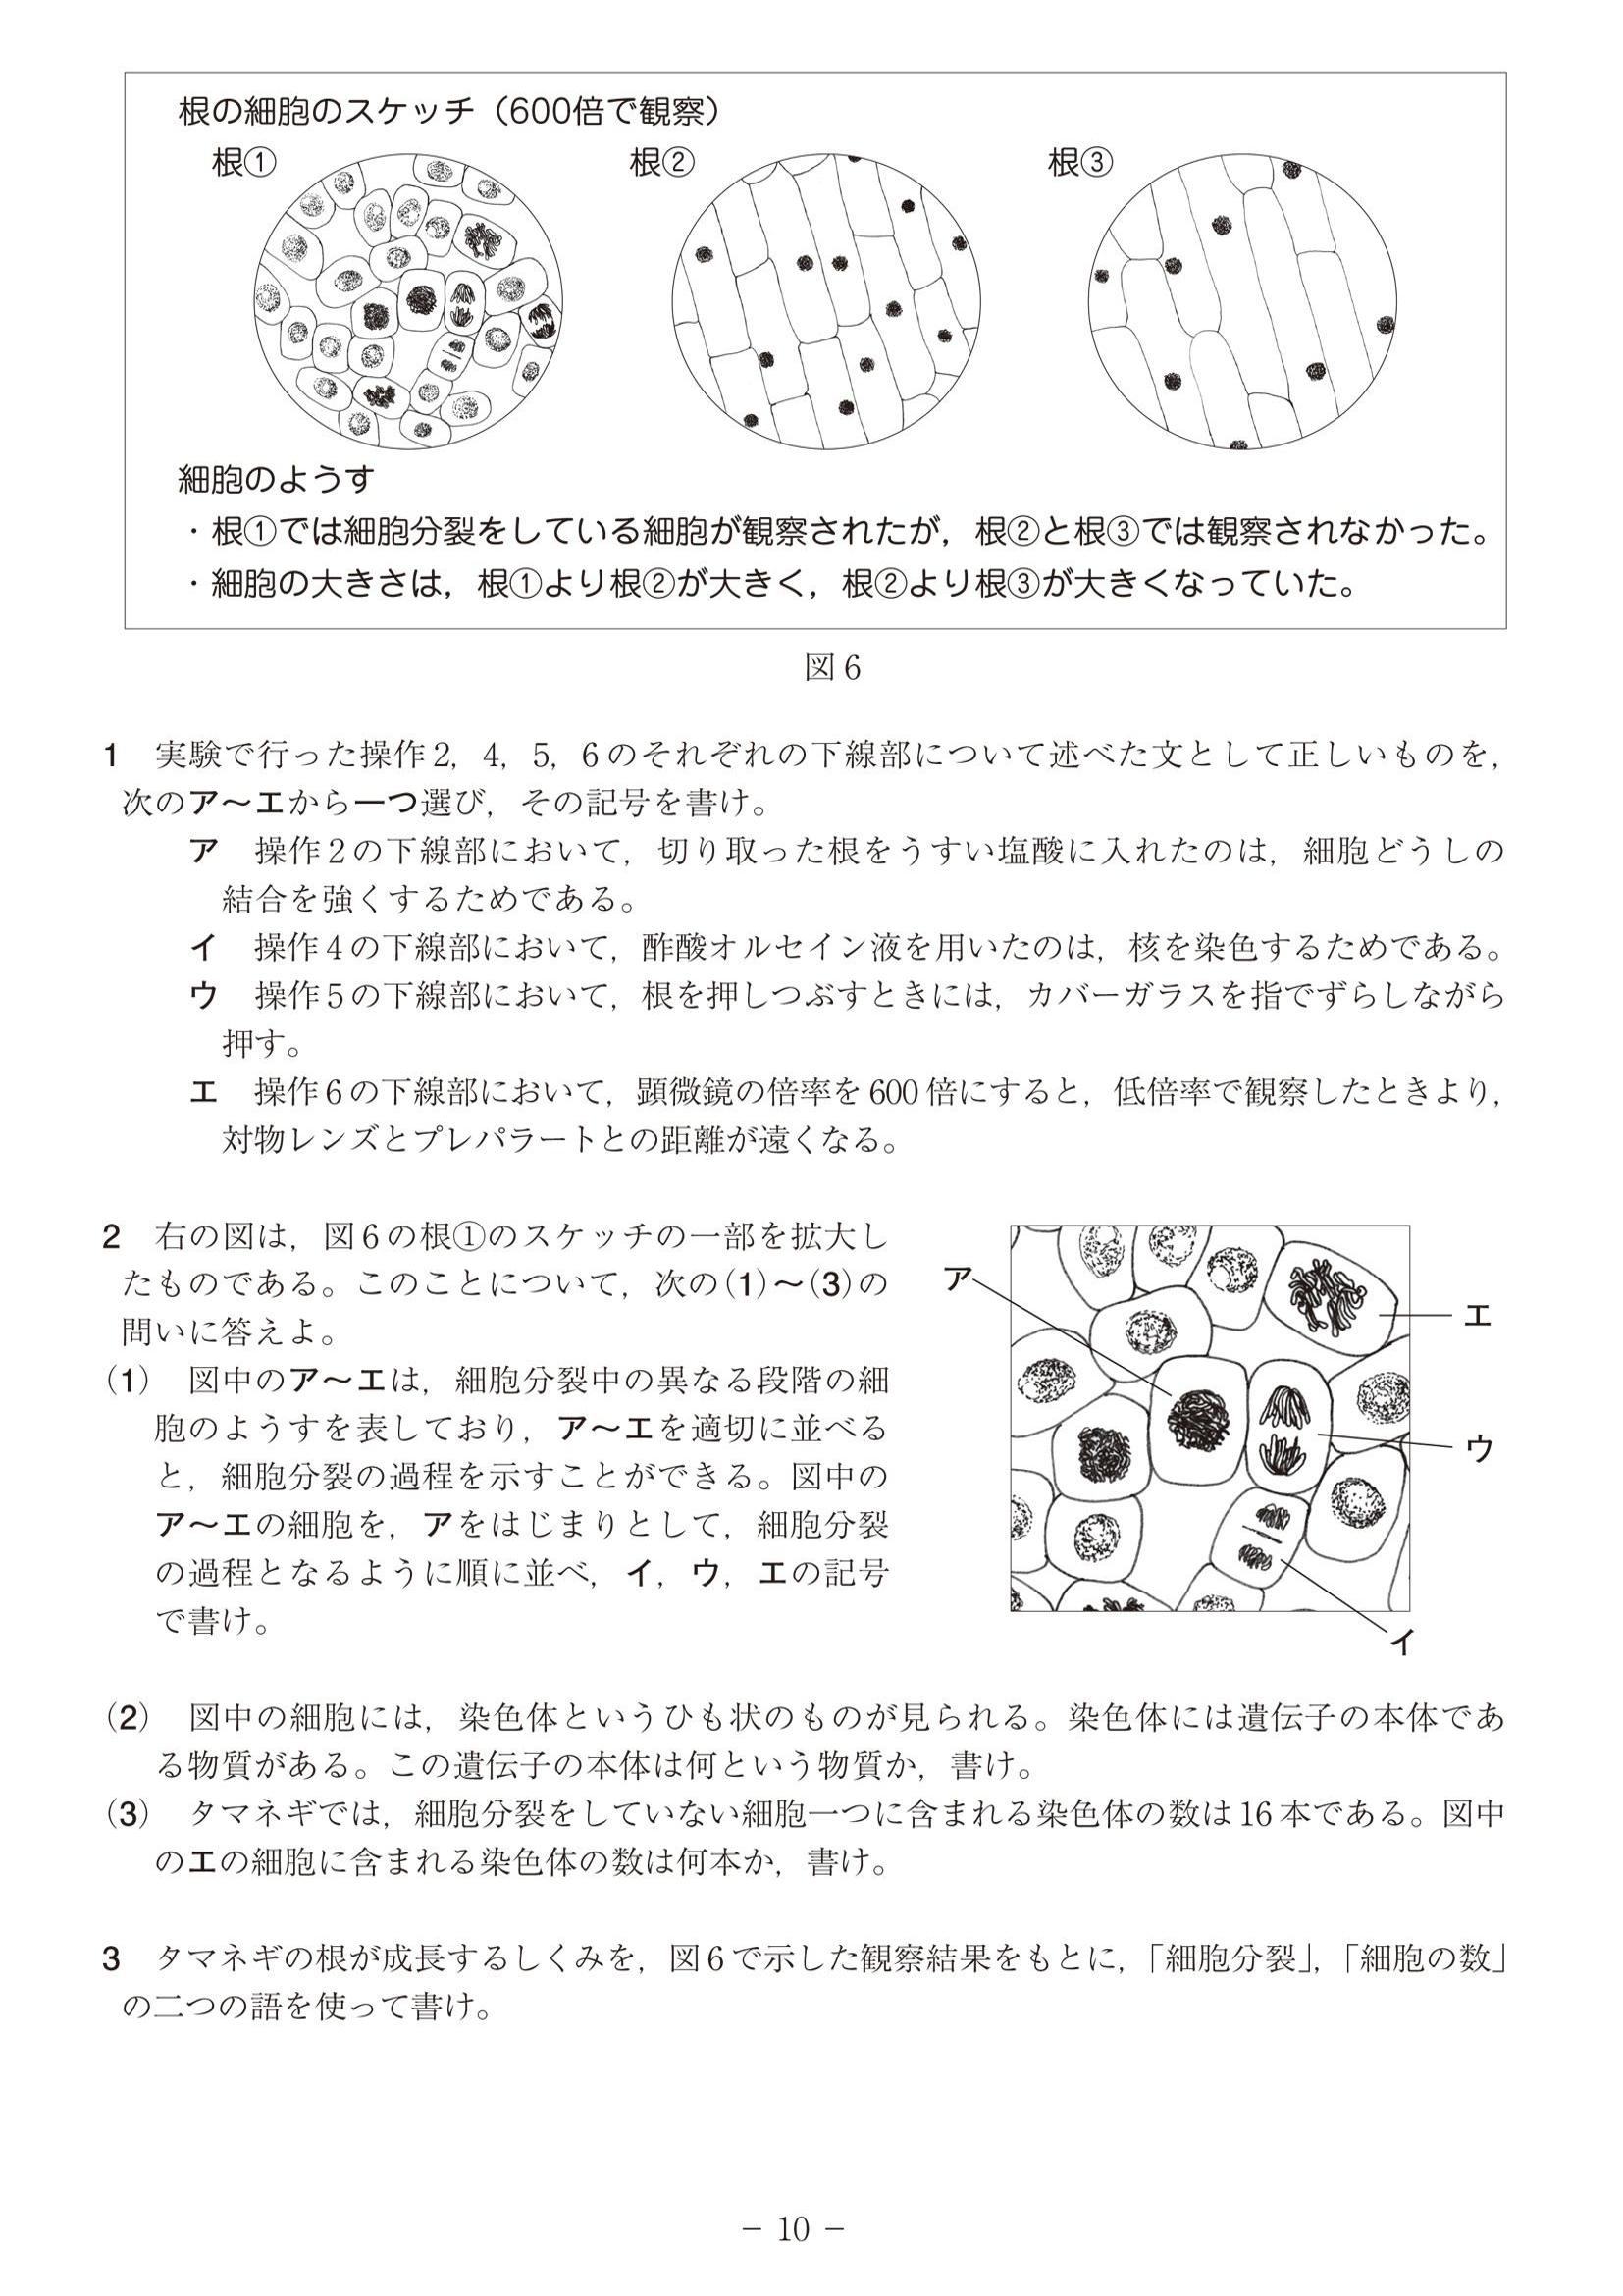 根の細胞のスケッチ（600倍で観察）
根① 根② 根③
細胞のようす
・根①では細胞分裂をしている細胞が観察されたが，根②と根③では観察されなかった。
・細胞の大きさは，根①より根②が大きく，根②より根③が大きくなっていた。
図6
1　実験で行った操作2，4，5，6のそれぞれの下線部について述べた文として正しいものを，
次のア～エから一つ選び，その記号を書け。
ア　操作2の下線部において，切り取った根をうすい塩酸に入れたのは，細胞どうしの
結合を強くするためである。
イ　操作4の下線部において，酢酸オルセイン液を用いたのは，核を染色するためである。
ウ　操作5の下線部において，根を押しつぶすときには，カバーガラスを指でずらしながら
押す。
エ　操作6の下線部において，顕微鏡の倍率を600倍にすると，低倍率で観察したときより，
対物レンズとプレパラートとの距離が遠くなる。
2　右の図は，図6の根①のスケッチの一部を拡大し
たものである。このことについて，次の(1)～(3)の
問いに答えよ。
(1)　図中のア～エは，細胞分裂中の異なる段階の細
胞のようすを表しており，ア～エを適切に並べる
と，細胞分裂の過程を示すことができる。図中の
ア～エの細胞を，アをはじまりとして，細胞分裂
の過程となるように順に並べ，イ，ウ，エの記号
で書け。
ア
エ
ウ
イ
(2)　図中の細胞には，染色体というひも状のものが見られる。染色体には遺伝子の本体であ
る物質がある。この遺伝子の本体は何という物質か，書け。
(3)　タマネギでは，細胞分裂をしていない細胞一つに含まれる染色体の数は16本である。図中
のエの細胞に含まれる染色体の数は何本か，書け。
3　タマネギの根が成長するしくみを，図6で示した観察結果をもとに，「細胞分裂」，「細胞の数」
の二つの語を使って書け。
－ 10 －